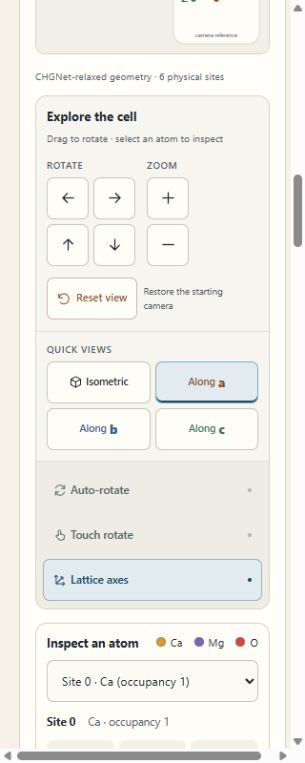 camera reference
CHGNet-relaxed geometry · 6 physical sites
Explore the cell
Drag to rotate · select an atom to inspect
ROTATE ZOOM
Reset view
Restore the starting
camera
QUICK VIEWS
Isometric
Along a
Along b
Along c
Auto-rotate
Touch rotate
Lattice axes
Inspect an atom
Ca Mg O
Site 0 · Ca (occupancy 1)
Site 0 Ca · occupancy 1